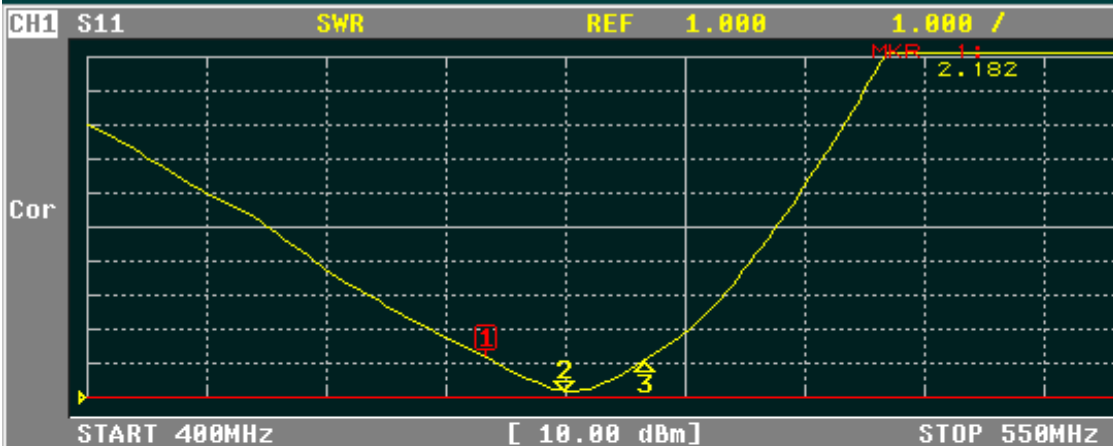 CH1 S11 SWR REF 1.000 1.000 /
MKR 1:
2.182
Cor
1
2
3
START 400MHz [ 10.00 dBm] STOP 550MHz